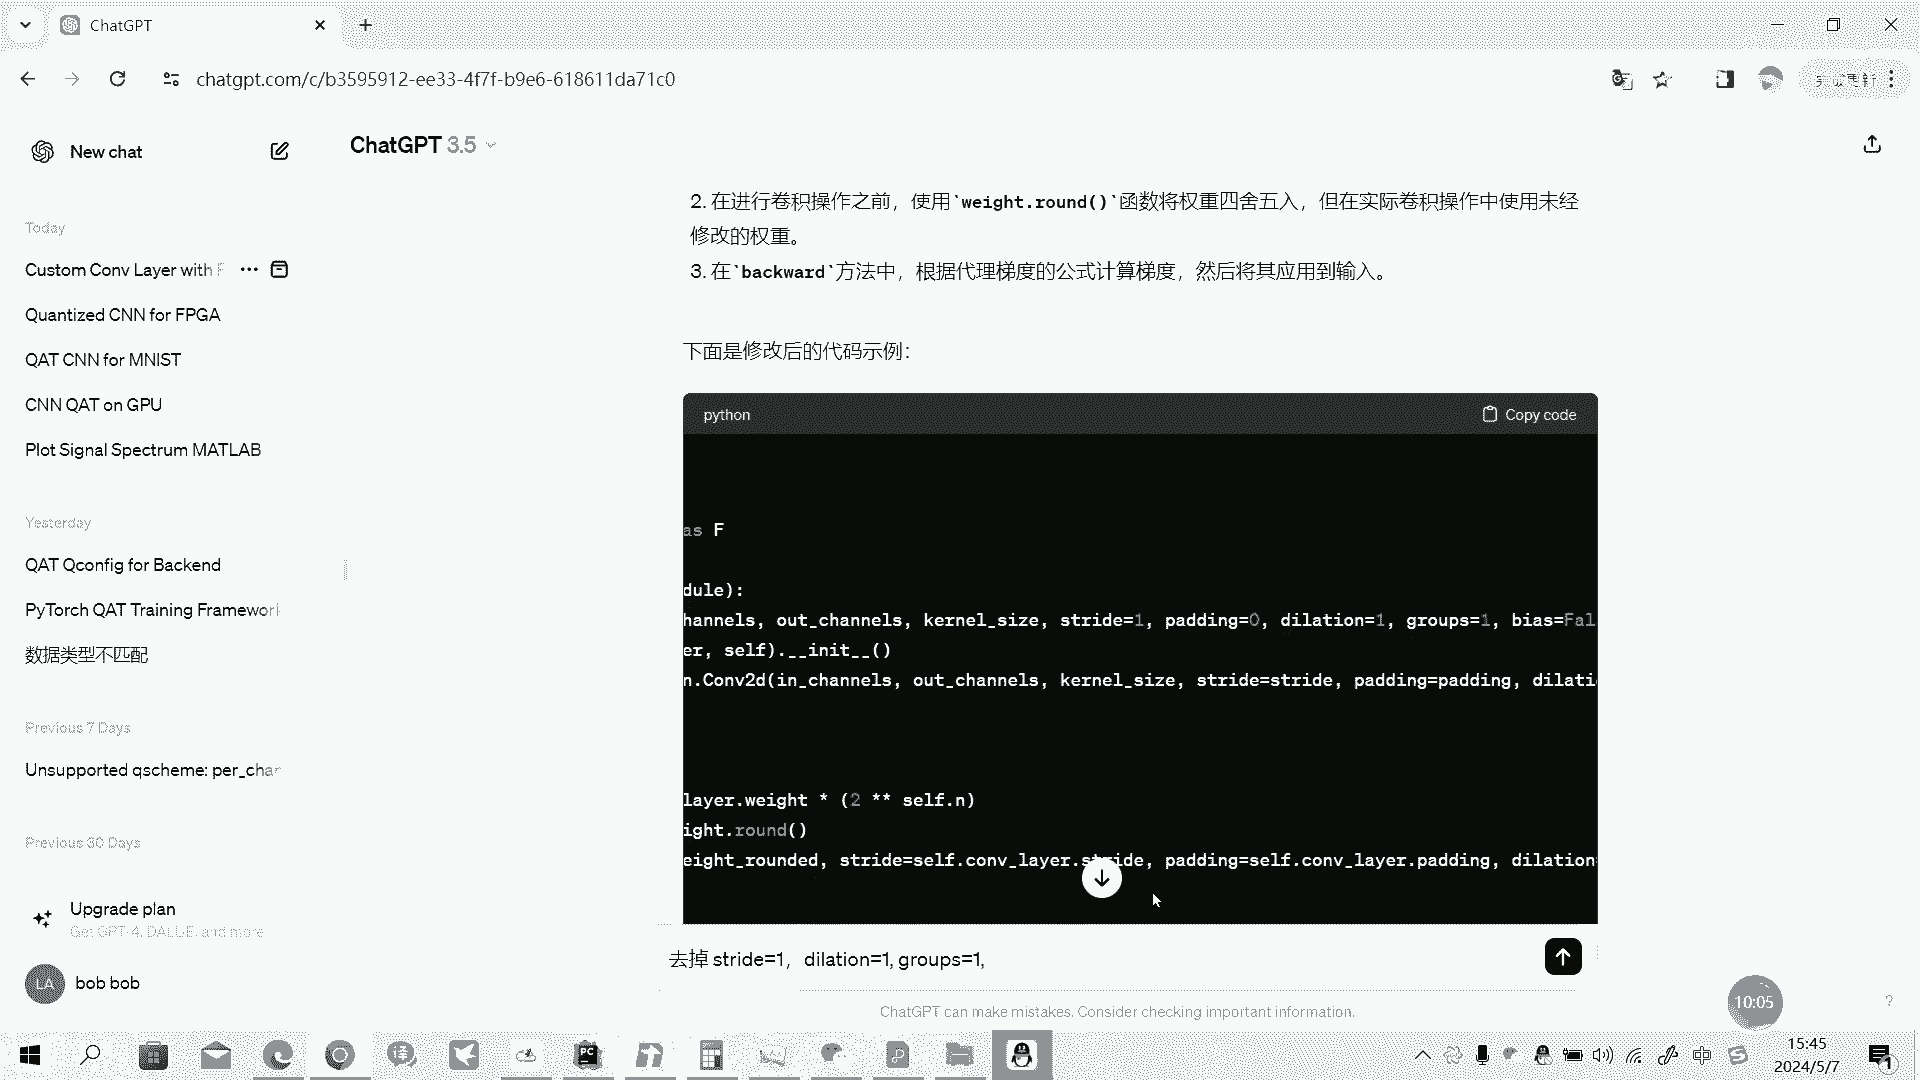 ChatGPT
chatgpt.com/c/b3595912-ee33-4f7f-b9e6-618611da71c0
New chat
ChatGPT 3.5
Today
Custom Conv Layer with F
Quantized CNN for FPGA
QAT CNN for MNIST
CNN QAT on GPU
Plot Signal Spectrum MATLAB
Yesterday
QAT Qconfig for Backend
PyTorch QAT Training Framework
数据类型不匹配
Previous 7 Days
Unsupported qscheme: per_char
Previous 30 Days
Upgrade plan
Get GPT-4, DALL·E, and more
LA
bob bob
2. 在进行卷积操作之前，使用`weight.round()`函数将权重四舍五入，但在实际卷积操作中使用未经
修改的权重。
3. 在`backward`方法中，根据代理梯度的公式计算梯度，然后将其应用到输入。
下面是修改后的代码示例：
python
Copy code
as F
dule):
hannels, out_channels, kernel_size, stride=1, padding=0, dilation=1, groups=1, bias=Fal
er, self).__init__()
n.Conv2d(in_channels, out_channels, kernel_size, stride=stride, padding=padding, dilati
layer.weight * (2 ** self.n)
ight.round()
eight_rounded, stride=self.conv_layer.stride, padding=self.conv_layer.padding, dilation
去掉 stride=1，dilation=1, groups=1,
ChatGPT can make mistakes. Consider checking important information.
10:05
?
PC
中
15:45
2024/5/7
1